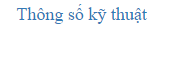 Thông số kỹ thuật